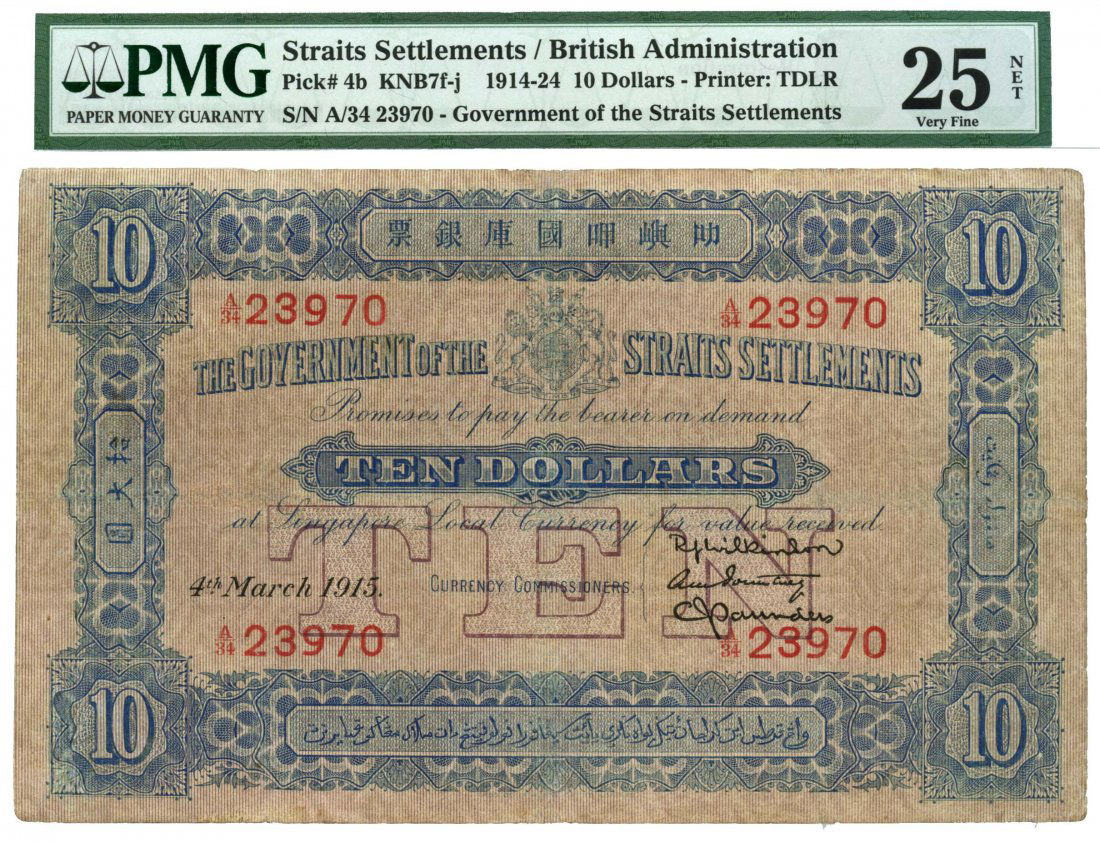 PMG
PAPER MONEY GUARANTY
Straits Settlements / British Administration
Pick# 4b KNB7f-j 1914-24 10 Dollars - Printer: TDLR
S/N A/34 23970 - Government of the Straits Settlements
25 NET
Very Fine
10 票銀庫國呷嶼叻 10
A/34 23970 A/34 23970
THE GOVERNMENT OF THE STRAITS SETTLEMENTS
Promises to pay the bearer on demand
TEN DOLLARS
at Singapore Local Currency for value received
TEN
拾大圓
4th March 1915. CURRENCY COMMISSIONERS
RJWilkinson
CJSaunders
A/34 23970 A/34 23970
10 10